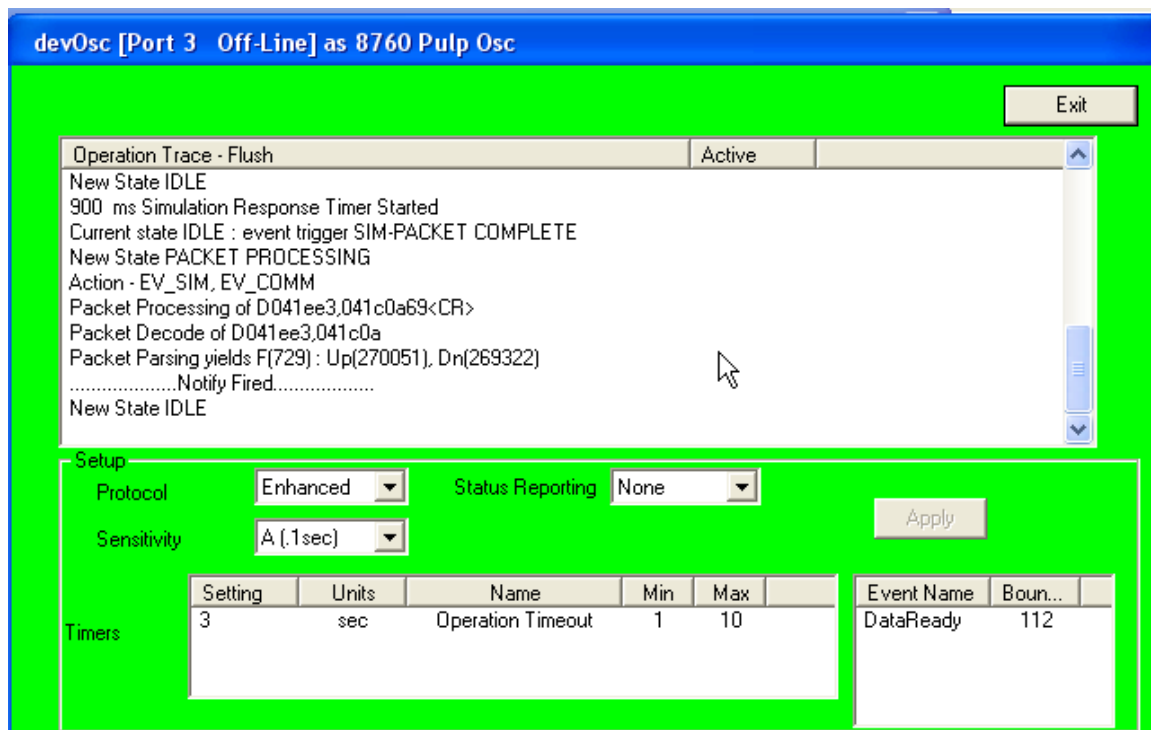 devOsc [Port 3 Off-Line] as 8760 Pulp Osc
Exit
Operation Trace - Flush Active
New State IDLE
900 ms Simulation Response Timer Started
Current state IDLE : event trigger SIM-PACKET COMPLETE
New State PACKET PROCESSING
Action - EV_SIM, EV_COMM
Packet Processing of D041ee3,041c0a69<CR>
Packet Decode of D041ee3,041c0a
Packet Parsing yields F(729) : Up(270051), Dn(269322)
....................Notify Fired...................
New State IDLE
Setup
Protocol Enhanced Status Reporting None
Apply
Sensitivity A (.1sec)
Setting Units Name Min Max Event Name Boun...
Timers 3 sec Operation Timeout 1 10 DataReady 112